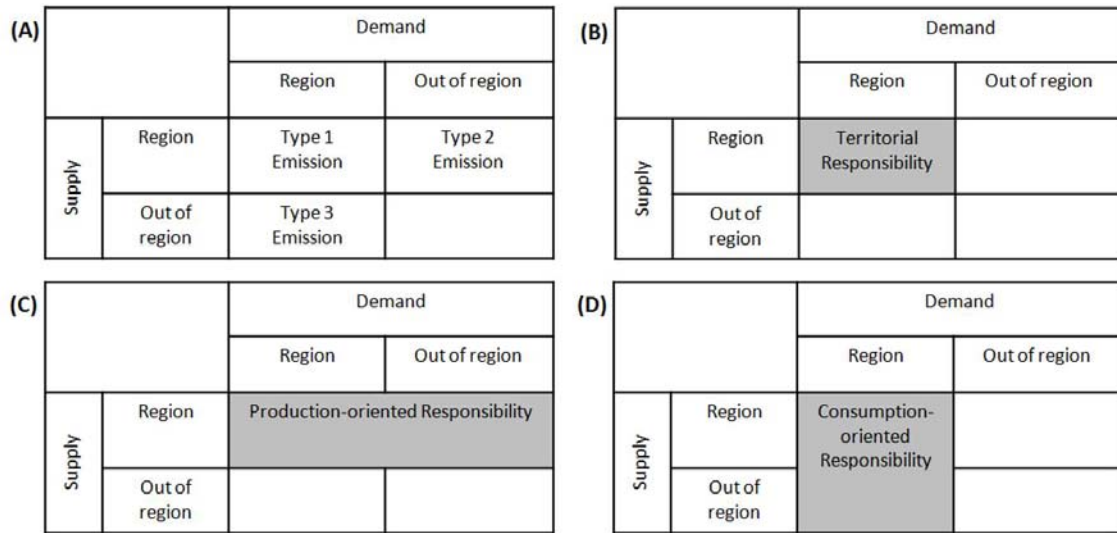 (A)
Demand
Region
Out of region
Supply
Region
Type 1
Emission
Type 2
Emission
Out of
region
Type 3
Emission
(B)
Demand
Region
Out of region
Supply
Region
Territorial
Responsibility
Out of
region
(C)
Demand
Region
Out of region
Supply
Region
Production-oriented Responsibility
Out of
region
(D)
Demand
Region
Out of region
Supply
Region
Consumption-
oriented
Responsibility
Out of
region